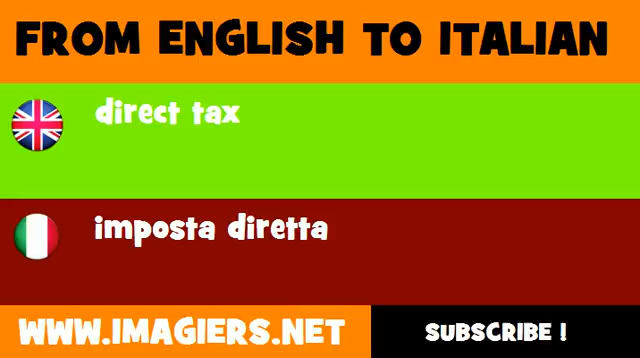 FROM ENGLISH TO ITALIAN
direct tax
imposta diretta
WWW.IMAGIERS.NET
SUBSCRIBE !